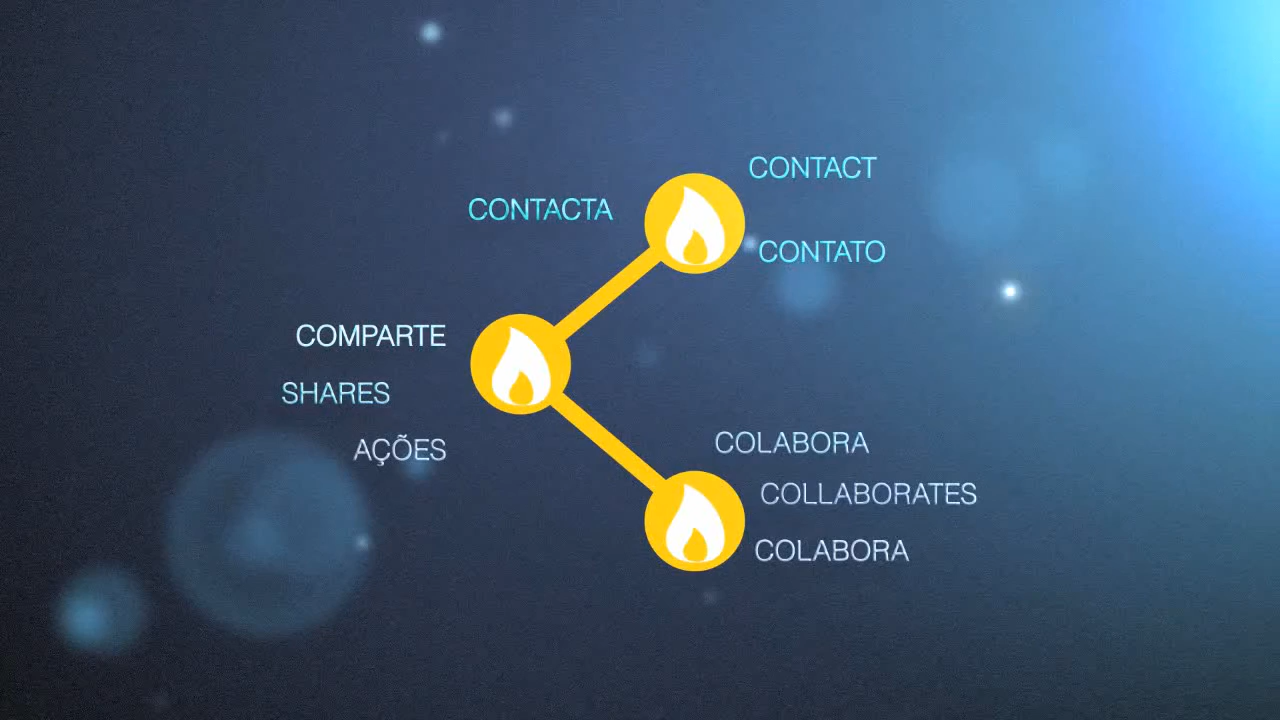 CONTACT
CONTACTA
CONTATO
COMPARTE
SHARES
AÇÕES
COLABORA
COLLABORATES
COLABORA